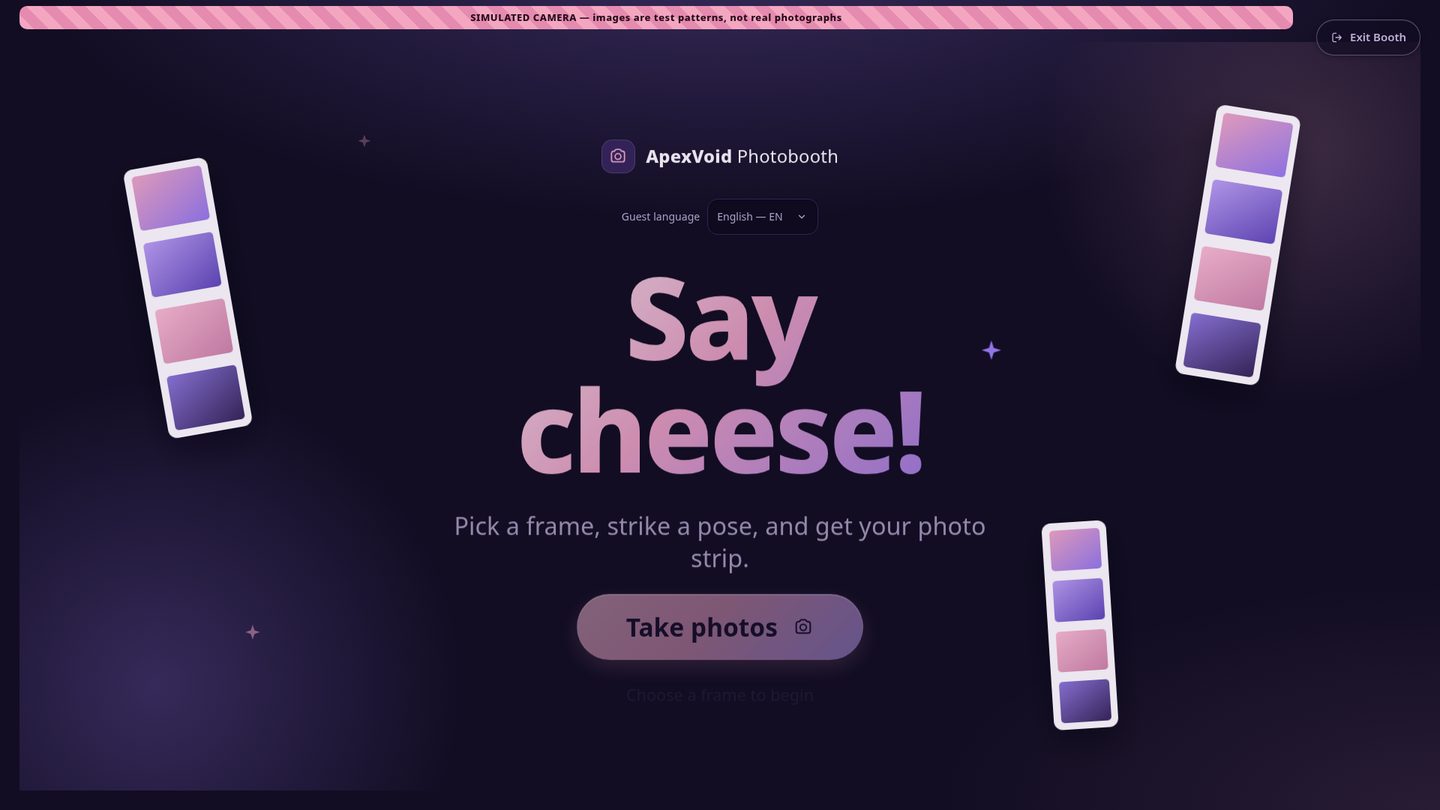 SIMULATED CAMERA — images are test patterns, not real photographs
Exit Booth
ApexVoid Photobooth
Guest language English — EN
Say
cheese!
Pick a frame, strike a pose, and get your photo
strip.
Take photos
Choose a frame to begin